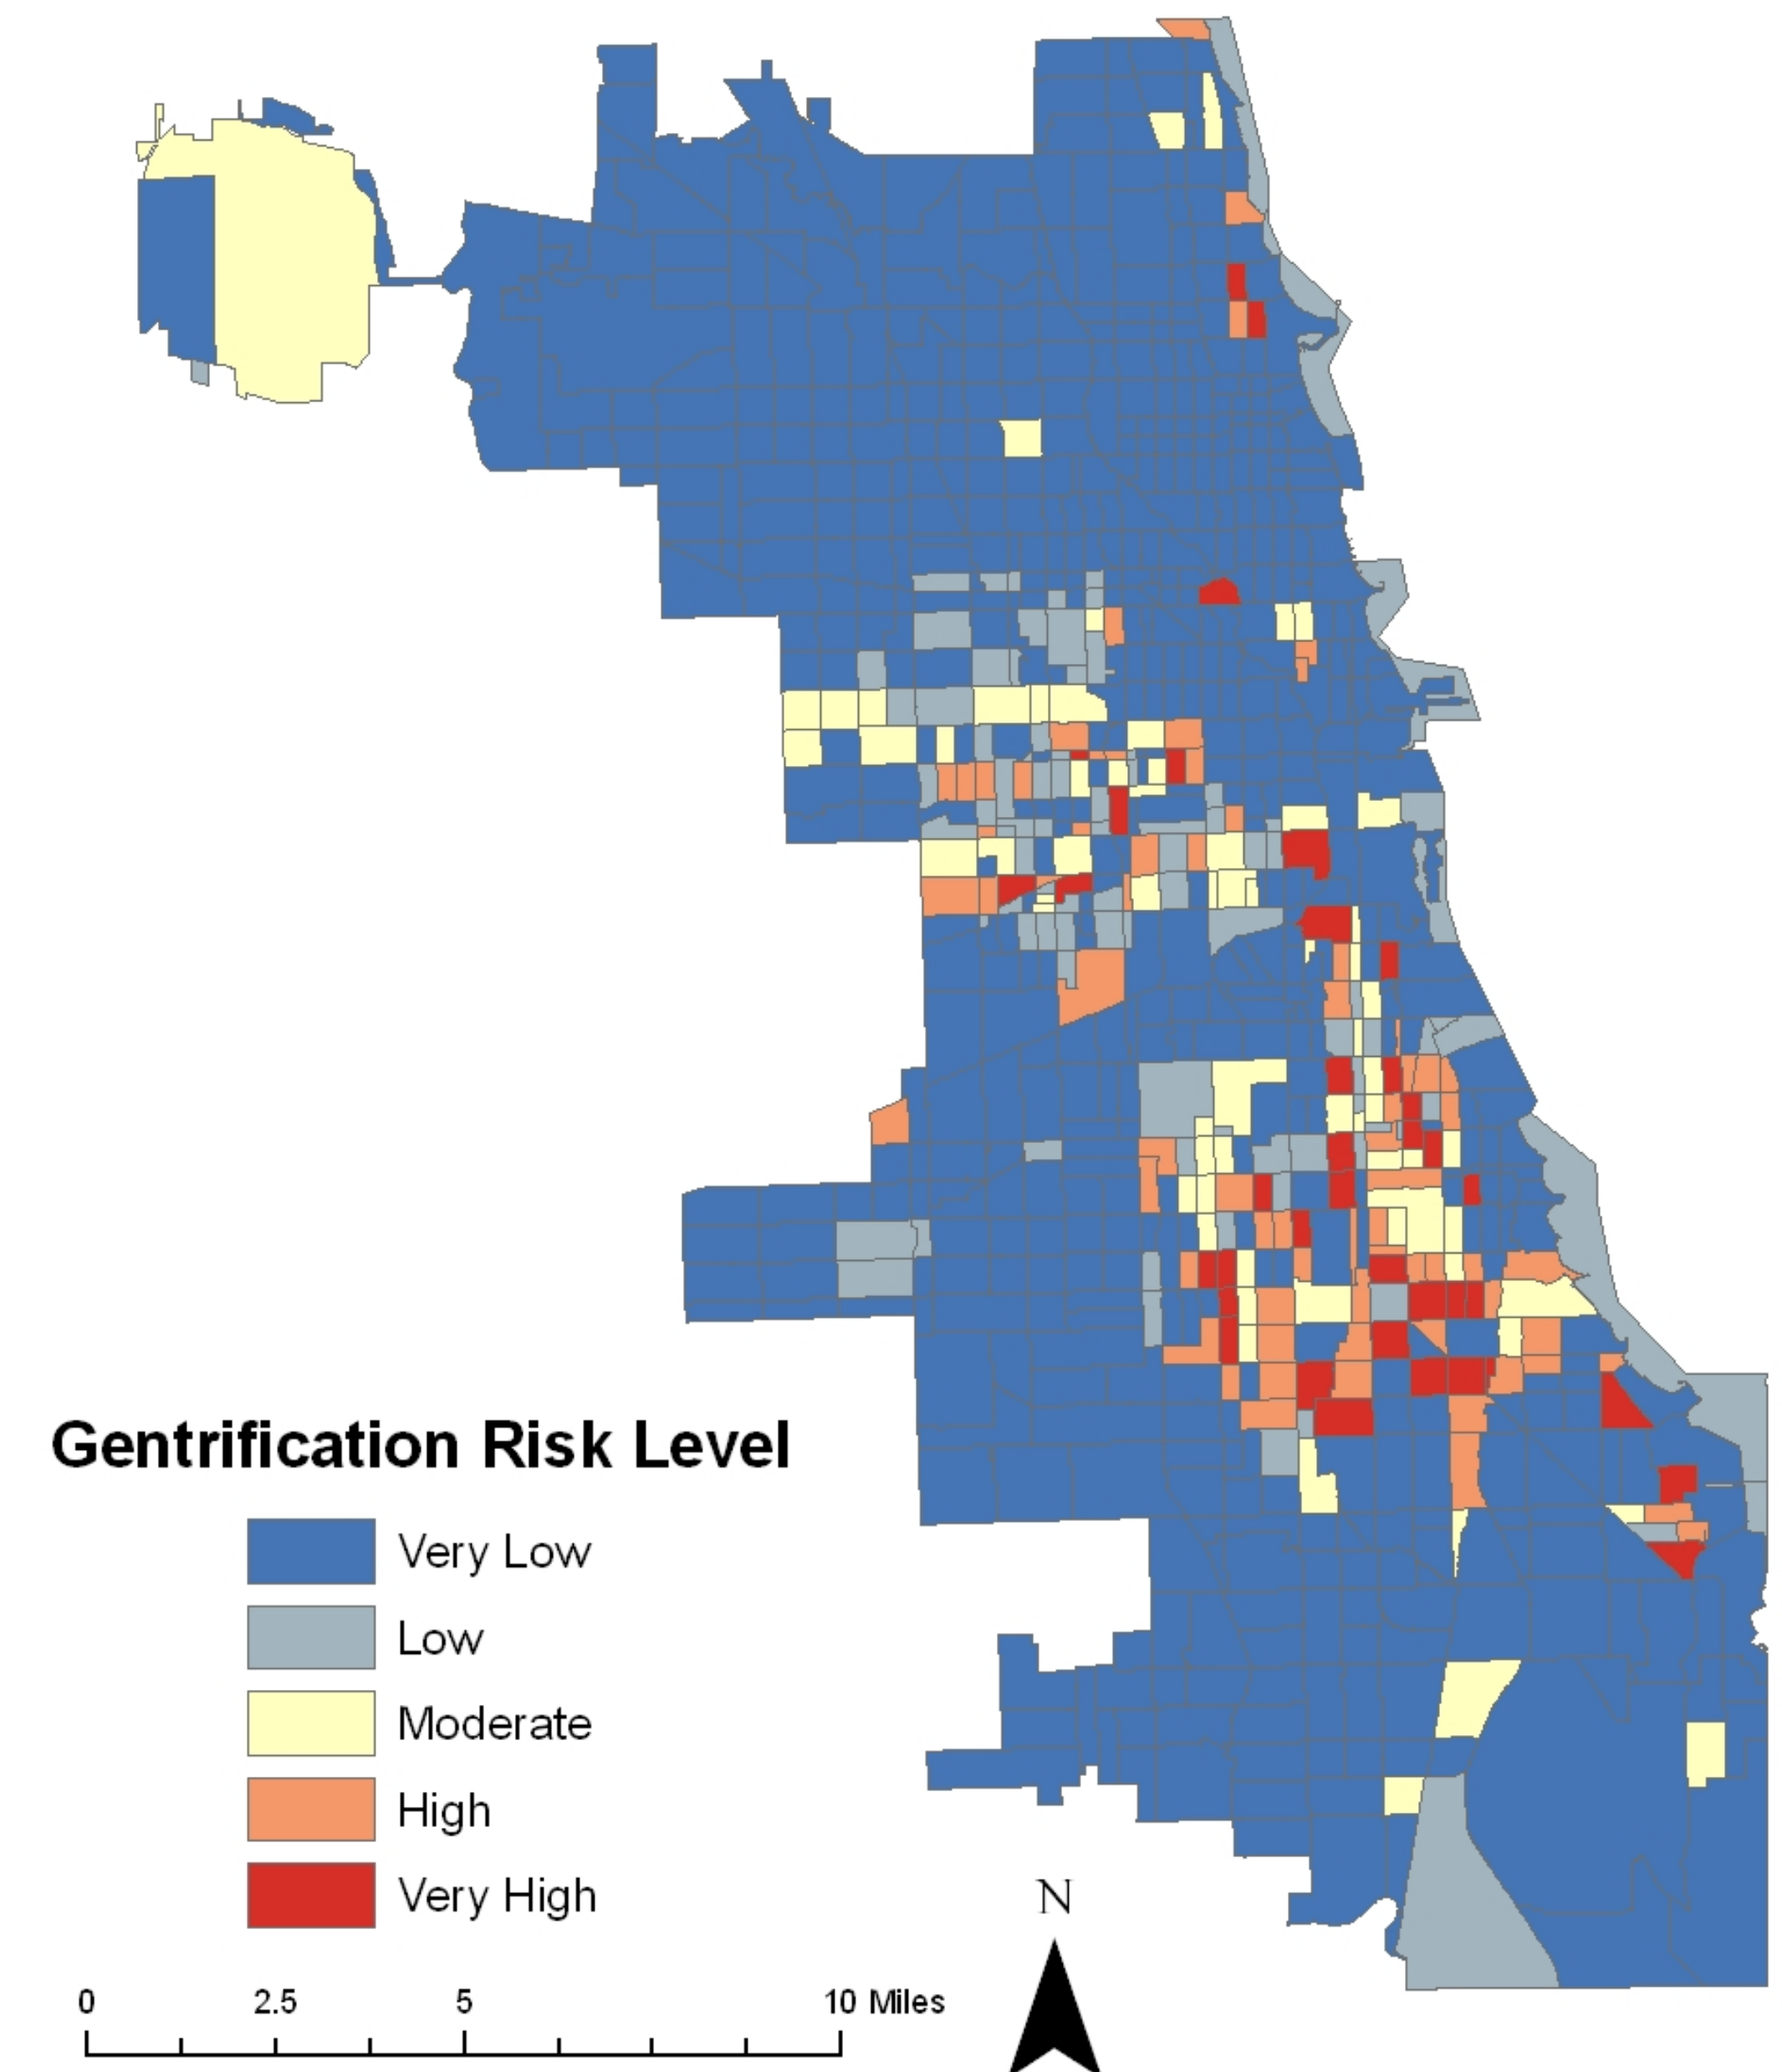 Gentrification Risk Level
Very Low
Low
Moderate
High
Very High
N
0 2.5 5 10 Miles